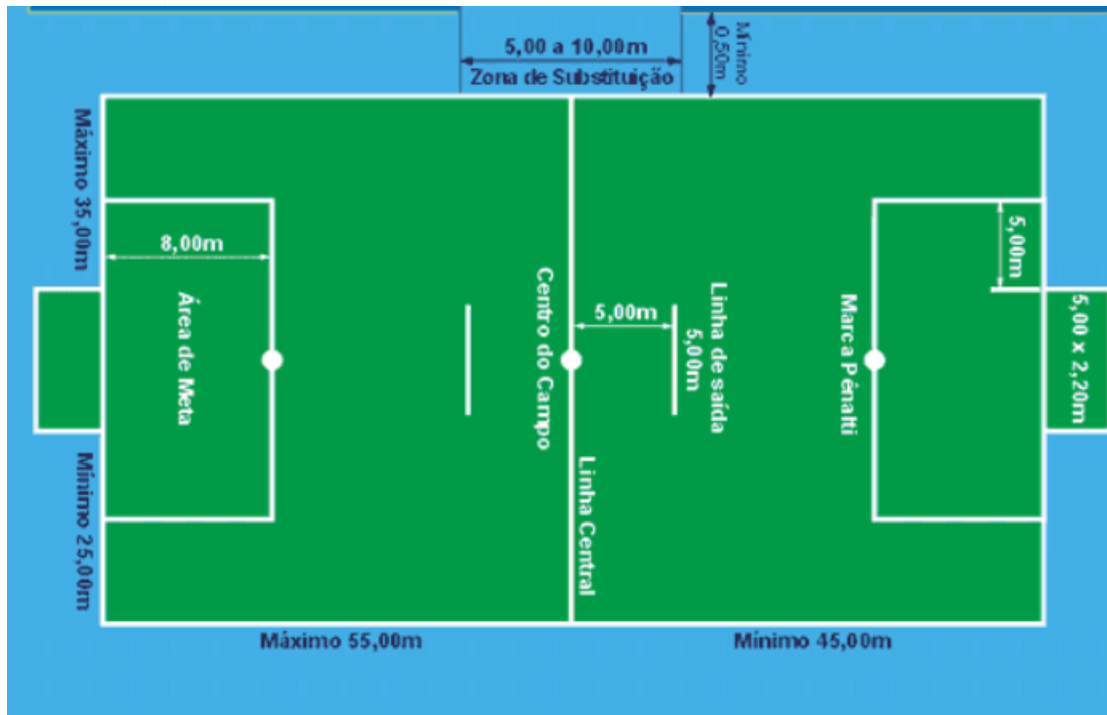 5,00 a 10,00m
Zona de Substituição
Mínimo
0,50m
Máximo 35,00m
8,00m
Área de Meta
Mínimo 25,00m
Centro do Campo
Linha Central
5,00m
Linha de saída
5,00m
Marca Pênalti
5,00m
5,00 x 2,20m
Máximo 55,00m
Mínimo 45,00m